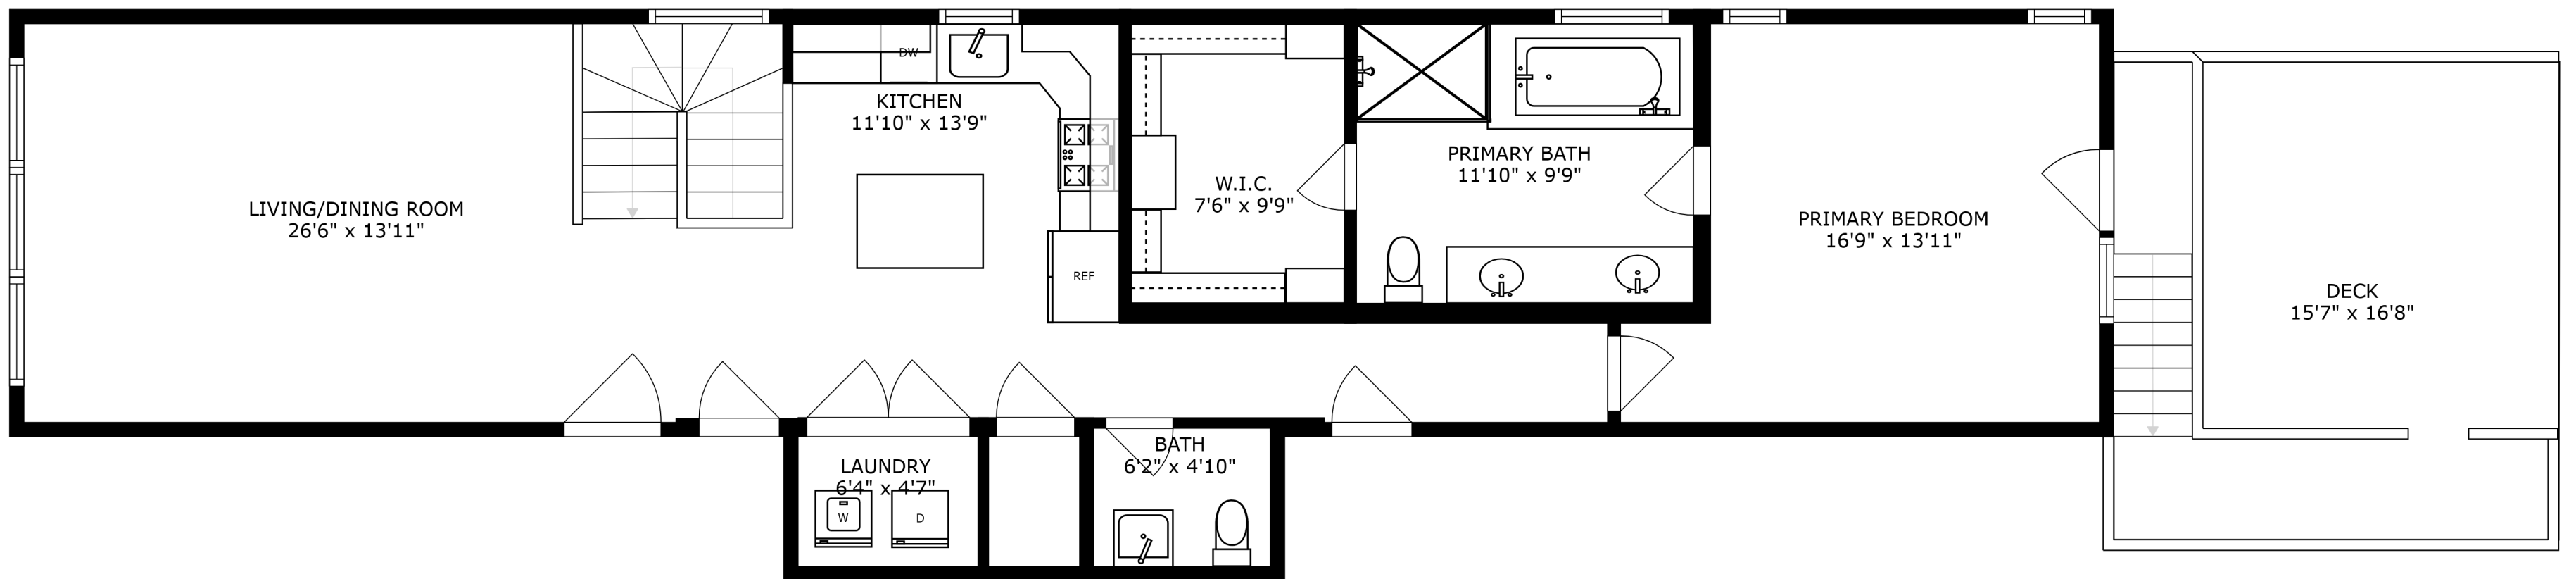 LIVING/DINING ROOM
26'6" x 13'11"
DW
KITCHEN
11'10" x 13'9"
REF
W.I.C.
7'6" x 9'9"
PRIMARY BATH
11'10" x 9'9"
PRIMARY BEDROOM
16'9" x 13'11"
DECK
15'7" x 16'8"
LAUNDRY
6'4" x 4'7"
W
D
BATH
6'2" x 4'10"